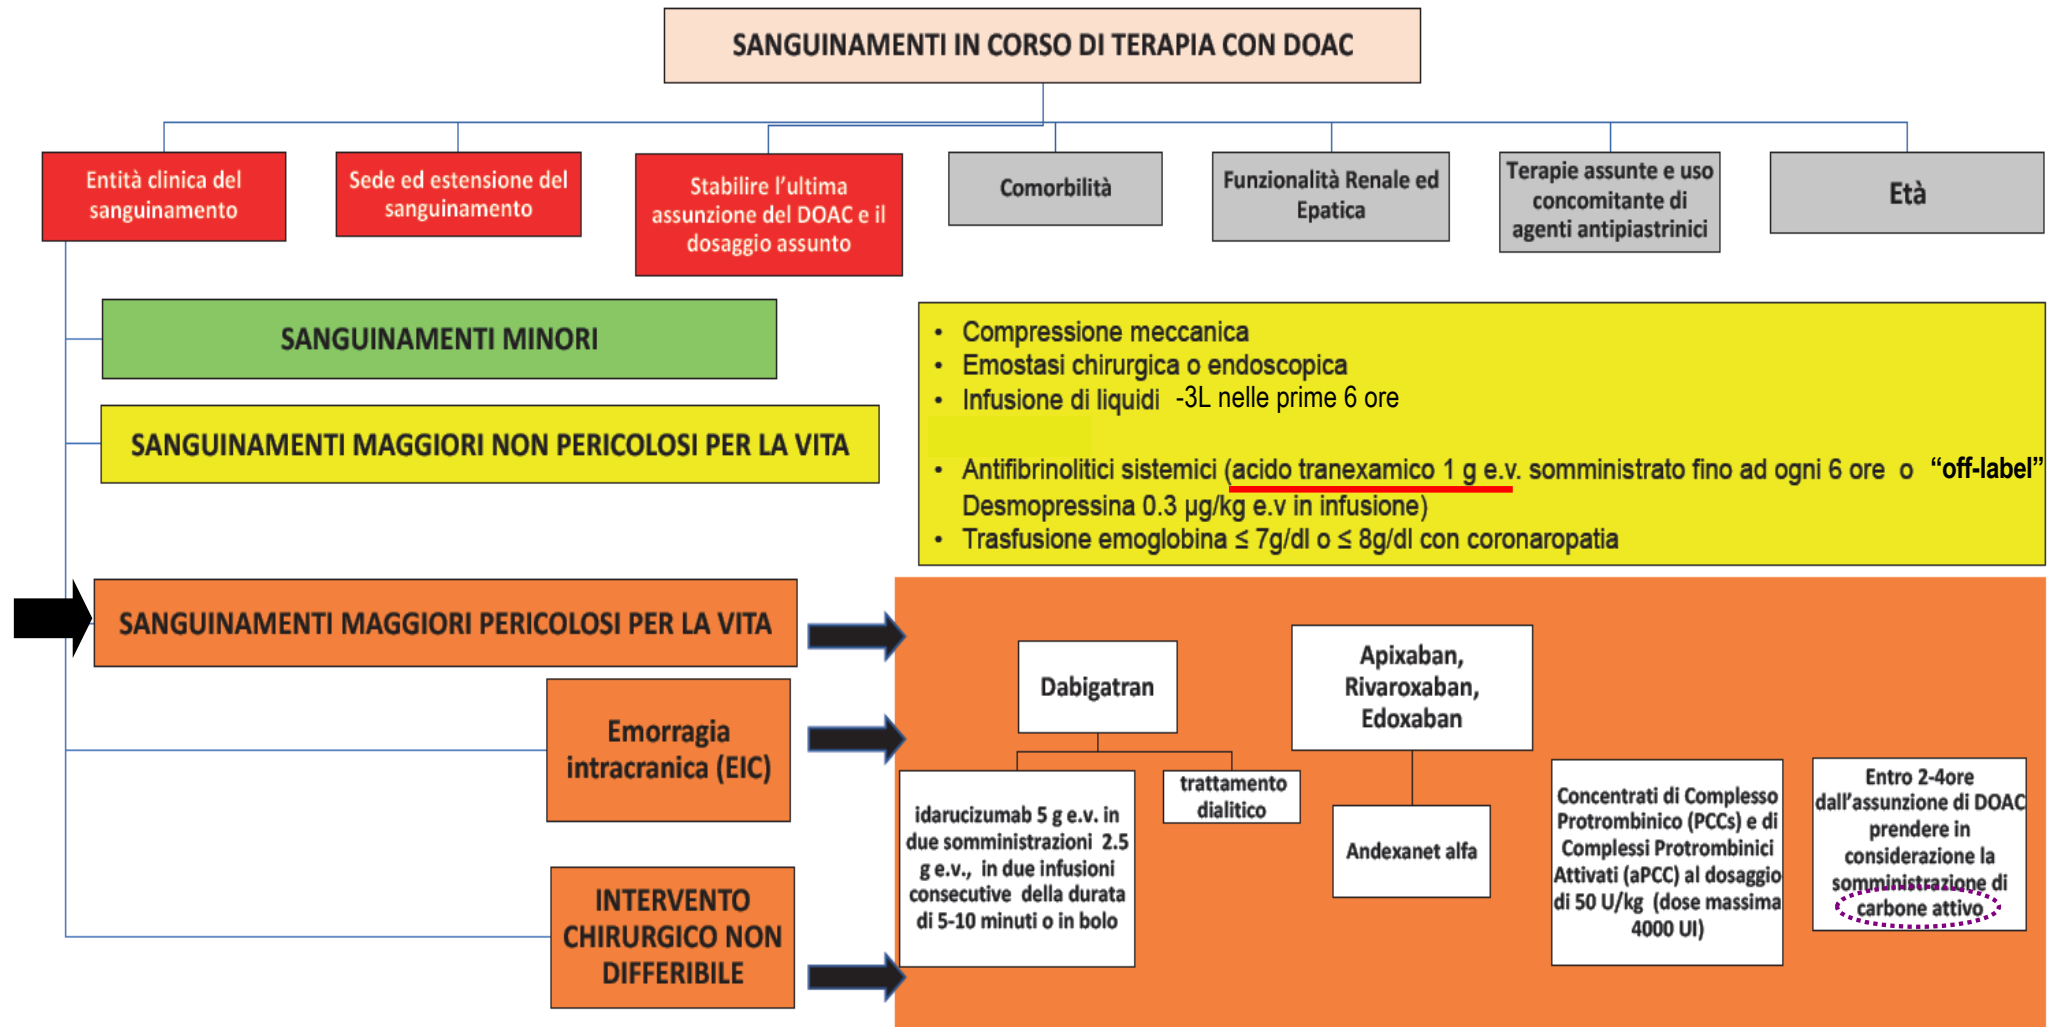 SANGUINAMENTI IN CORSO DI TERAPIA CON DOAC
Entità clinica del
sanguinamento
Sede ed estensione del
sanguinamento
Stabilire l'ultima
assunzione del DOAC e il
dosaggio assunto
Comorbilità
Funzionalità Renale ed
Epatica
Terapie assunte e uso
concomitante di
agenti antipiastrinici
Età
SANGUINAMENTI MINORI
SANGUINAMENTI MAGGIORI NON PERICOLOSI PER LA VITA
• Compressione meccanica
• Emostasi chirurgica o endoscopica
• Infusione di liquidi -3L nelle prime 6 ore
• Antifibrinolitici sistemici (acido tranexamico 1 g e.v. somministrato fino ad ogni 6 ore o “off-label”
Desmopressina 0.3 µg/kg e.v in infusione)
• Trasfusione emoglobina ≤ 7g/dl o ≤ 8g/dl con coronaropatia
SANGUINAMENTI MAGGIORI PERICOLOSI PER LA VITA
Emorragia
intracranica (EIC)
INTERVENTO
CHIRURGICO NON
DIFFERIBILE
Dabigatran
idarucizumab 5 g e.v. in
due somministrazioni 2.5
g e.v., in due infusioni
consecutive della durata
di 5-10 minuti o in bolo
trattamento
dialitico
Apixaban,
Rivaroxaban,
Edoxaban
Andexanet alfa
Concentrati di Complesso
Protrombinico (PCCs) e di
Complessi Protrombinici
Attivati (aPCC) al dosaggio
di 50 U/kg (dose massima
4000 UI)
Entro 2-4ore
dall'assunzione di DOAC
prendere in
considerazione la
somministrazione di
carbone attivo